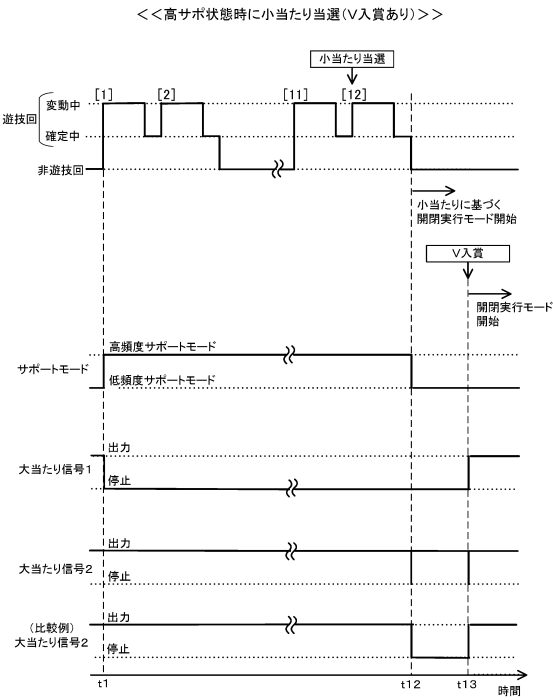 ＜＜高サポ状態時に小当たり当選(Ｖ入賞あり)＞＞
小当たり当選
[1]
[2]
[11]
[12]
遊技回
変動中
確定中
非遊技回
小当たりに基づく
開閉実行モード開始
Ｖ入賞
開閉実行モード
開始
サポートモード
高頻度サポートモード
低頻度サポートモード
大当たり信号１
出力
停止
大当たり信号２
出力
停止
(比較例)
大当たり信号２
出力
停止
t1
t12
t13
時間